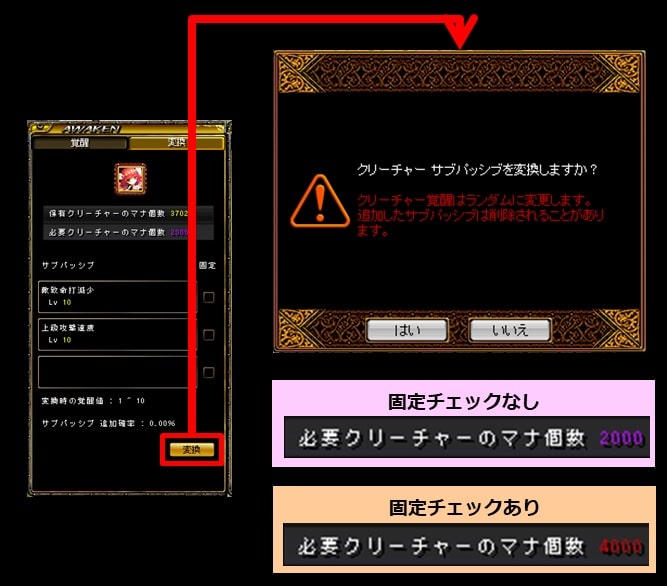 AWAKEN
覚醒 変換
保有クリーチャーのマナ個数 3702
必要クリーチャーのマナ個数 2000
サブパッシブ 固定
敵致命打減少
Lv 10
上級攻撃速度
Lv 10
変換時の覚醒値 : 1 ~ 10
サブパッシブ 追加確率 : 0.00%
変換
クリーチャー サブパッシブを変換しますか？
クリーチャー覚醒はランダムに変更します。
追加したサブパッシブは削除されることがあり
ます。
はい いいえ
固定チェックなし
必要クリーチャーのマナ個数 2000
固定チェックあり
必要クリーチャーのマナ個数 4000